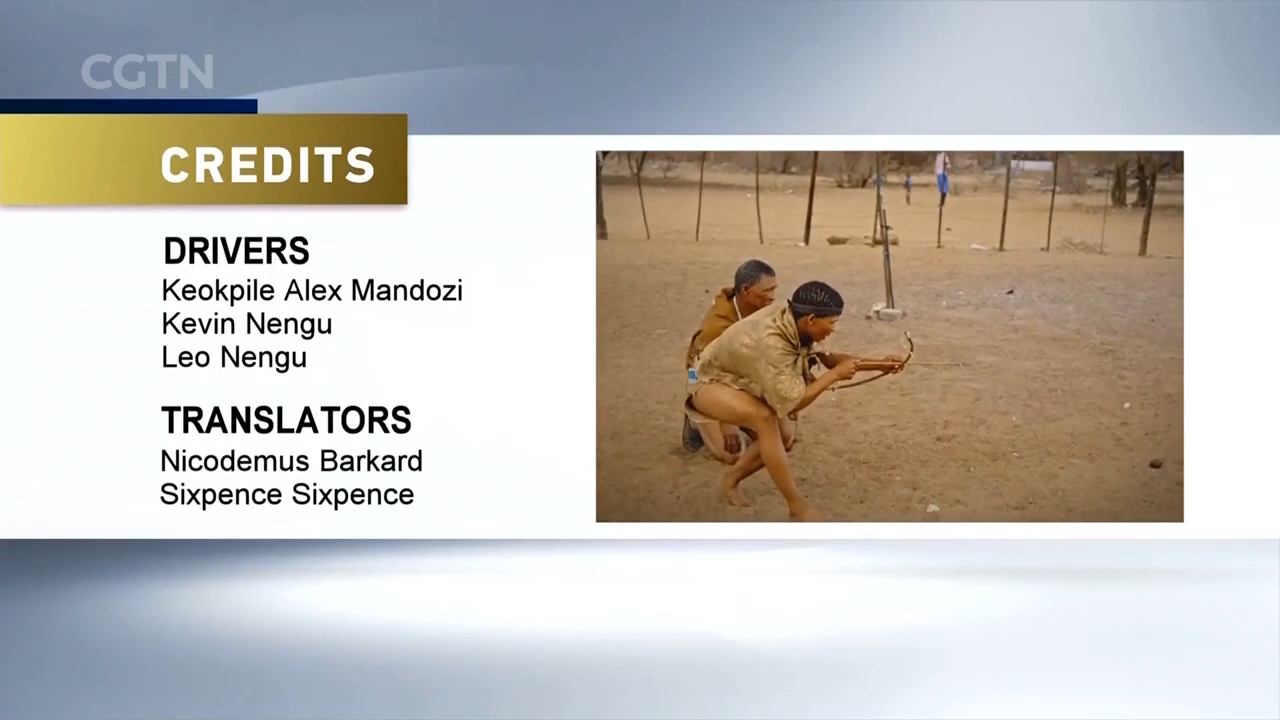 CGTN
CREDITS
DRIVERS
Keokpile Alex Mandozi
Kevin Nengu
Leo Nengu
TRANSLATORS
Nicodemus Barkard
Sixpence Sixpence